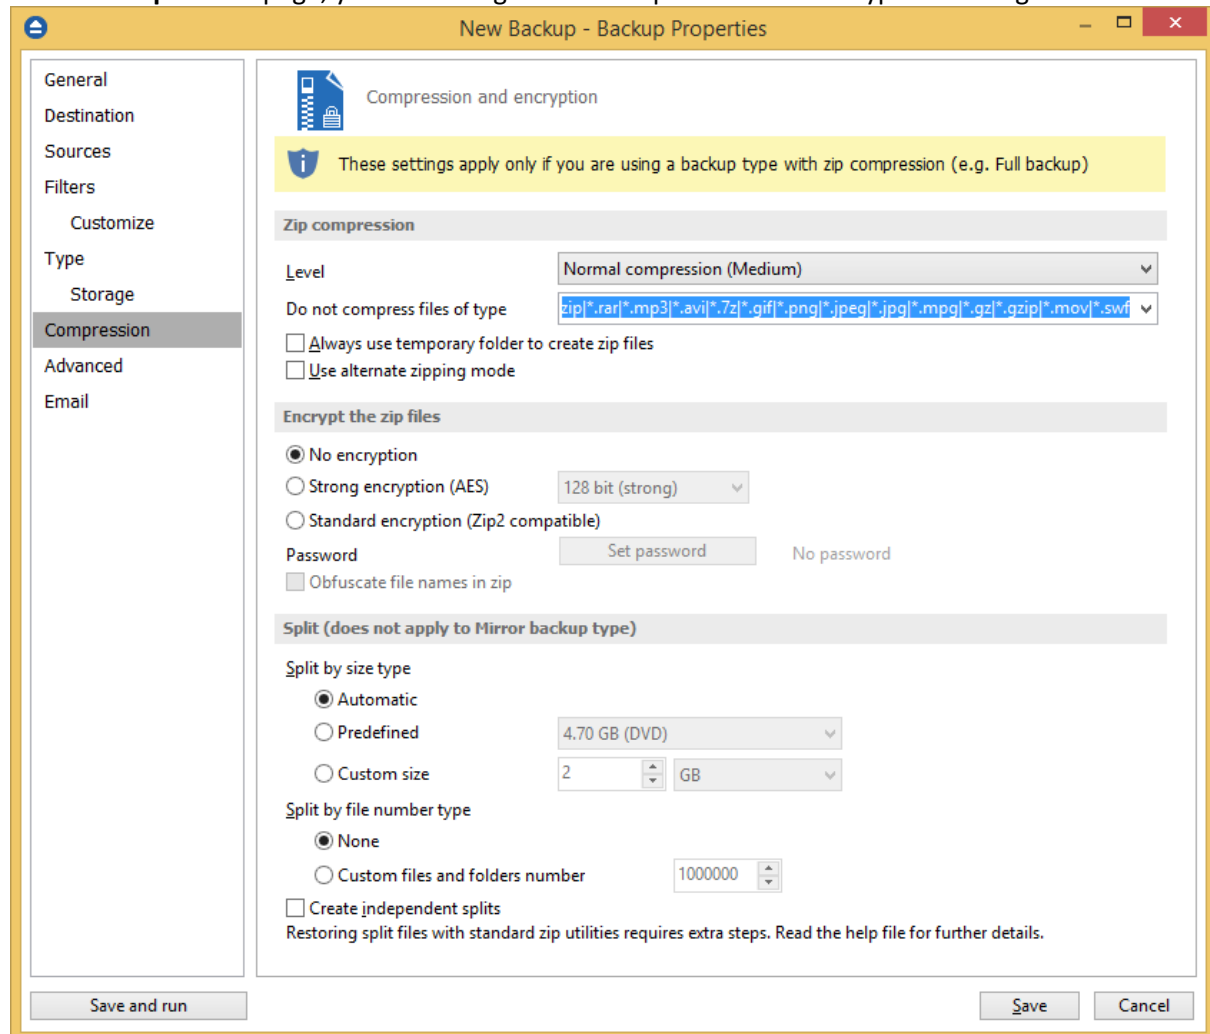 New Backup - Backup Properties
General
Destination
Sources
Filters
Customize
Type
Storage
Compression
Advanced
Email
Compression and encryption
These settings apply only if you are using a backup type with zip compression (e.g. Full backup)
Zip compression
Level
Normal compression (Medium)
Do not compress files of type
zip|*.rar|*.mp3|*.avi|*.7z|*.gif|*.png|*.jpeg|*.jpg|*.mpg|*.gz|*.gzip|*.mov|*.swf
Always use temporary folder to create zip files
Use alternate zipping mode
Encrypt the zip files
No encryption
Strong encryption (AES)
128 bit (strong)
Standard encryption (Zip2 compatible)
Password
Set password
No password
Obfuscate file names in zip
Split (does not apply to Mirror backup type)
Split by size type
Automatic
Predefined
4.70 GB (DVD)
Custom size
2
GB
Split by file number type
None
Custom files and folders number
1000000
Create independent splits
Restoring split files with standard zip utilities requires extra steps. Read the help file for further details.
Save and run
Save
Cancel